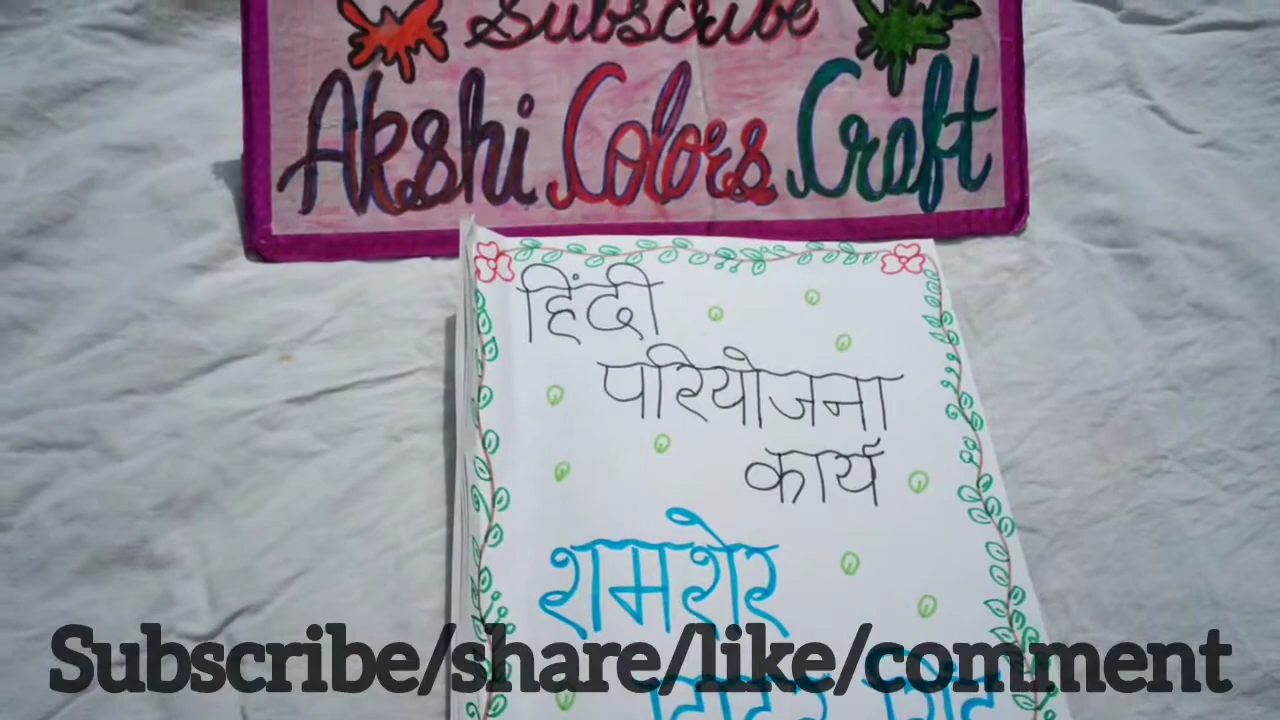 Subscribe
Akshi Colors Craft
हिंदी
परियोजना
कार्य
शमशेर
Subscribe/share/like/comment